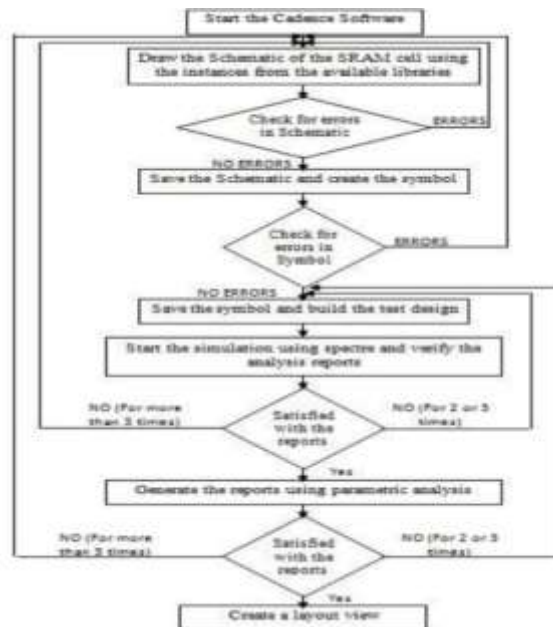 Start the Cadence Software
Draw the Schematic of the SRAM call using
the instances from the available libraries
Check for errors
in Schematic
ERRORS
NO ERRORS
Save the Schematic and create the symbol
Check for
errors in
Symbol
ERRORS
NO ERRORS
Save the symbol and build the test design
Start the simulation using spectre and verify the
analysis reports
NO (For more
than 3 times)
Satisfied
with the
reports
NO (For 2 or 3
times)
Yes
Generate the reports using parametric analysis
NO (For more
than 3 times)
Satisfied
with the
reports
NO (For 2 or 3
times)
Yes
Create a layout view